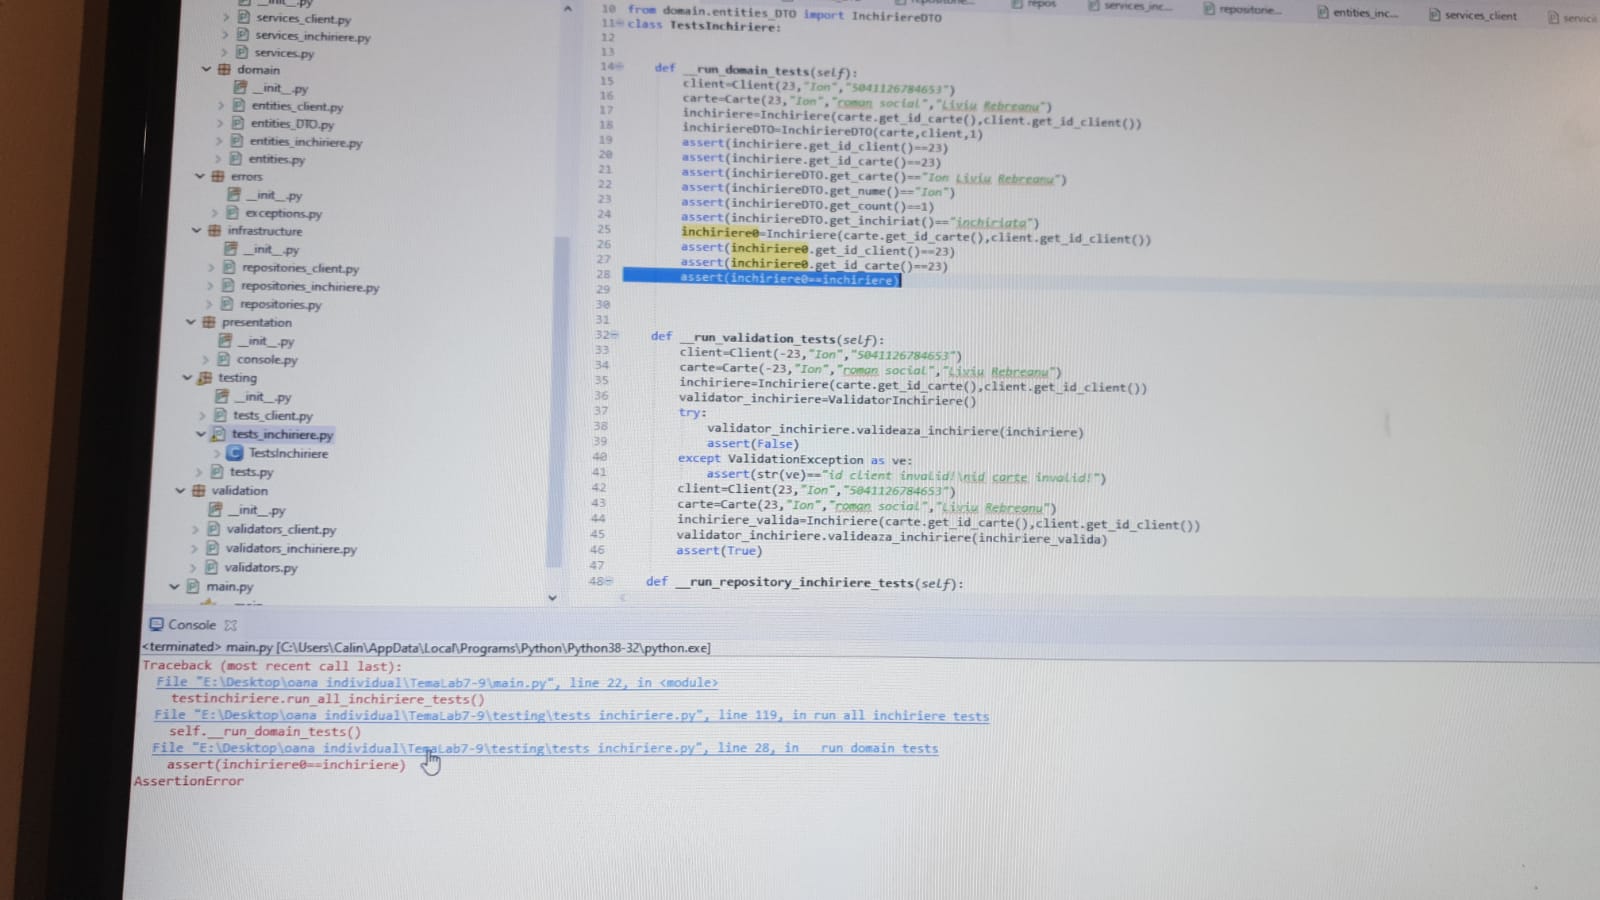 __init__.py
services_client.py
services_inchiriere.py
services.py
domain
__init__.py
entities_client.py
entities_DTO.py
entities_inchiriere.py
entities.py
errors
__init__.py
exceptions.py
infrastructure
__init__.py
repositories_client.py
repositories_inchiriere.py
repositories.py
presentation
__init__.py
console.py
testing
__init__.py
tests_client.py
tests_inchiriere.py
TestsInchiriere
tests.py
validation
__init__.py
validators_client.py
validators_inchiriere.py
validators.py
main.py
repos
services_inc...
repositorie...
entities_inc...
services_client
10 from domain.entities_DTO import InchiriereDTO
11 class TestsInchiriere:
12
13
14 def __run_domain_tests(self):
15 client=Client(23,"Ion","5041126784653")
16 carte=Carte(23,"Ion","roman social","Liviu Rebreanu")
17 inchiriere=Inchiriere(carte.get_id_carte(),client.get_id_client())
18 inchiriereDTO=InchiriereDTO(carte,client,1)
19 assert(inchiriere.get_id_client()==23)
20 assert(inchiriere.get_id_carte()==23)
21 assert(inchiriereDTO.get_carte()=="Ion Liviu Rebreanu")
22 assert(inchiriereDTO.get_nume()=="Ion")
23 assert(inchiriereDTO.get_count()==1)
24 assert(inchiriereDTO.get_inchiriat()=="inchiriata")
25 inchiriere0=Inchiriere(carte.get_id_carte(),client.get_id_client())
26 assert(inchiriere0.get_id_client()==23)
27 assert(inchiriere0.get_id_carte()==23)
28 assert(inchiriere0==inchiriere)
29
30
31
32 def __run_validation_tests(self):
33 client=Client(-23,"Ion","5041126784653")
34 carte=Carte(-23,"Ion","roman social","Liviu Rebreanu")
35 inchiriere=Inchiriere(carte.get_id_carte(),client.get_id_client())
36 validator_inchiriere=ValidatorInchiriere()
37 try:
38 validator_inchiriere.valideaza_inchiriere(inchiriere)
39 assert(False)
40 except ValidationException as ve:
41 assert(str(ve)=="id client invalid!\nid carte invalid!")
42 client=Client(23,"Ion","5041126784653")
43 carte=Carte(23,"Ion","roman social","Liviu Rebreanu")
44 inchiriere_valida=Inchiriere(carte.get_id_carte(),client.get_id_client())
45 validator_inchiriere.valideaza_inchiriere(inchiriere_valida)
46 assert(True)
47
48 def __run_repository_inchiriere_tests(self):
Console
<terminated> main.py [C:\Users\Calin\AppData\Local\Programs\Python\Python38-32\python.exe]
Traceback (most recent call last):
File "E:\Desktop\oana individual\TemaLab7-9\main.py", line 22, in <module>
testinchiriere.run_all_inchiriere_tests()
File "E:\Desktop\oana individual\TemaLab7-9\testing\tests_inchiriere.py", line 119, in run_all_inchiriere_tests
self.__run_domain_tests()
File "E:\Desktop\oana individual\TemaLab7-9\testing\tests_inchiriere.py", line 28, in __run_domain_tests
assert(inchiriere0==inchiriere)
AssertionError